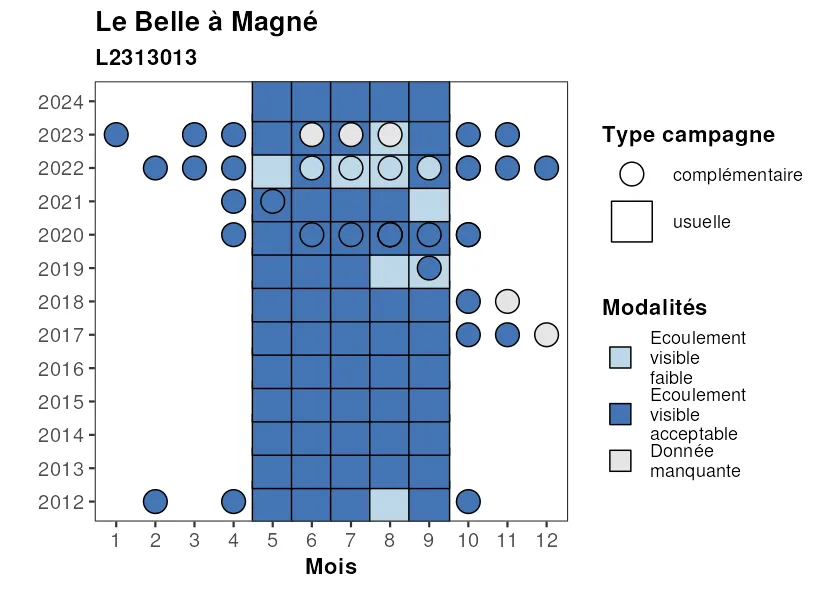 Le Belle à Magné
L2313013
2024
2023
2022
2021
2020
2019
2018
2017
2016
2015
2014
2013
2012
1 2 3 4 5 6 7 8 9 10 11 12
Mois
Type campagne
complémentaire
usuelle
Modalités
Ecoulement
visible
faible
Ecoulement
visible
acceptable
Donnée
manquante